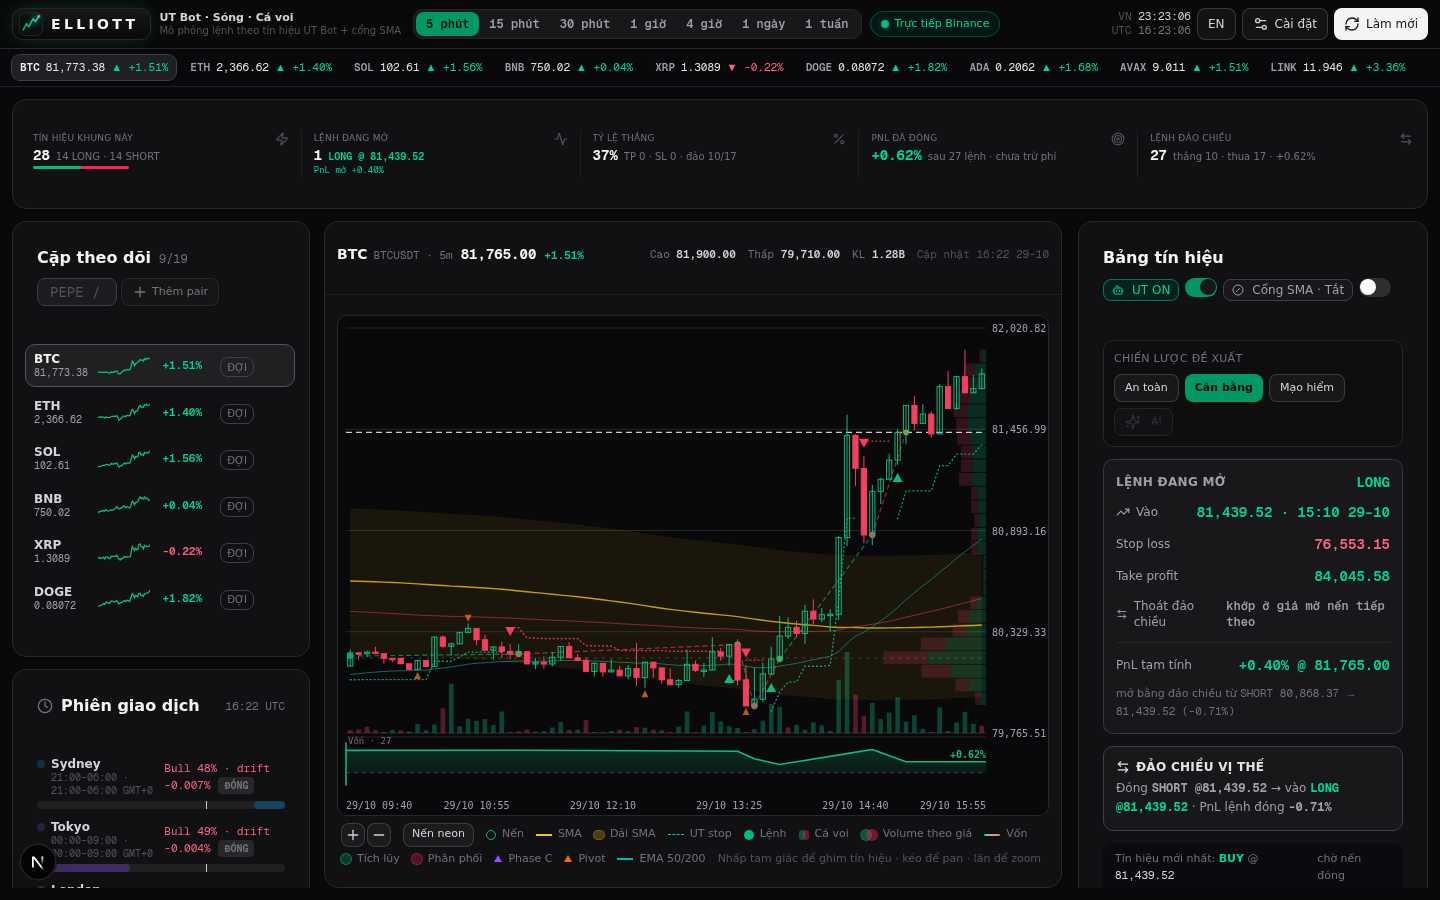 ELLIOTT
UT Bot · Sóng · Cá voi
Mô phỏng lệnh theo tín hiệu UT Bot + cổng SMA
5 phút 15 phút 30 phút 1 giờ 4 giờ 1 ngày 1 tuần
Trực tiếp Binance
VN 23:23:06
UTC 16:23:06
EN
Cài đặt
Làm mới
BTC 81,773.38 ▲ +1.51% ETH 2,366.62 ▲ +1.40% SOL 102.61 ▲ +1.56% BNB 750.02 ▲ +0.04% XRP 1.3089 ▼ -0.22% DOGE 0.08072 ▲ +1.82% ADA 0.2062 ▲ +1.68% AVAX 9.011 ▲ +1.51% LINK 11.946 ▲ +3.36%
TÍN HIỆU KHUNG NÀY
28 14 LONG · 14 SHORT
LỆNH ĐANG MỞ
1 LONG @ 81,439.52
PnL mở +0.40%
TỶ LỆ THẮNG
37% TP 0 · SL 0 · đảo 10/17
PNL ĐÃ ĐÓNG
+0.62% sau 27 lệnh · chưa trừ phí
LỆNH ĐẢO CHIỀU
27 thắng 10 · thua 17 · +0.62%
Cặp theo dõi 9/19
PEPE /
+ Thêm pair
BTC
81,773.38
+1.51%
ĐỢI
ETH
2,366.62
+1.40%
ĐỢI
SOL
102.61
+1.56%
ĐỢI
BNB
750.02
+0.04%
ĐỢI
XRP
1.3089
-0.22%
ĐỢI
DOGE
0.08072
+1.82%
ĐỢI
Phiên giao dịch 16:22 UTC
Sydney
21:00–06:00 ·
21:00–06:00 GMT+0
Bull 48% · drift
-0.007% ĐÓNG
Tokyo
00:00–09:00 ·
00:00–09:00 GMT+0
Bull 49% · drift
-0.004% ĐÓNG
N
BTC BTCUSDT · 5m 81,765.00 +1.51%
Cao 81,900.00 Thấp 79,710.00 KL 1.28B Cập nhật 16:22 29-10
82,020.82
81,456.99
80,893.16
80,329.33
79,765.51
Vốn · 27
+0.62%
29/10 09:40 29/10 10:55 29/10 12:10 29/10 13:25 29/10 14:40 29/10 15:55
+ − Nến neon Nến SMA Dải SMA UT stop Lệnh Cá voi Volume theo giá Vốn
Tích lũy Phân phối Phase C Pivot EMA 50/200 Nhấp tam giác để ghim tín hiệu · kéo để pan · lăn để zoom
Bảng tín hiệu
UT ON
Cổng SMA · Tắt
CHIẾN LƯỢC ĐỀ XUẤT
An toàn
Cân bằng
Mạo hiểm
AI
LỆNH ĐANG MỞ LONG
Vào 81,439.52 · 15:10 29-10
Stop loss 76,553.15
Take profit 84,045.58
Thoát đảo chiều
khớp ở giá mở nến tiếp theo
PnL tạm tính +0.40% @ 81,765.00
mở bằng đảo chiều từ SHORT 80,868.37 →
81,439.52 (-0.71%)
ĐẢO CHIỀU VỊ THẾ
Đóng SHORT @81,439.52 → vào LONG
@81,439.52 · PnL lệnh đóng -0.71%
Tín hiệu mới nhất: BUY @
81,439.52
chờ nến
đóng